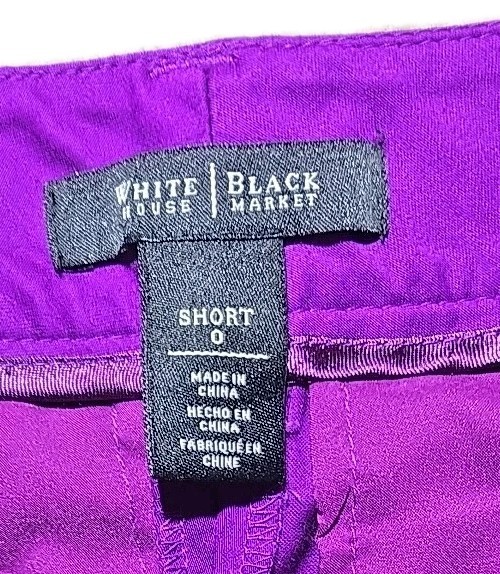 WHITE | BLACK
HOUSE | MARKET
SHORT
0
MADE IN
CHINA
HECHO EN
CHINA
FABRIQUÉ EN
CHINE